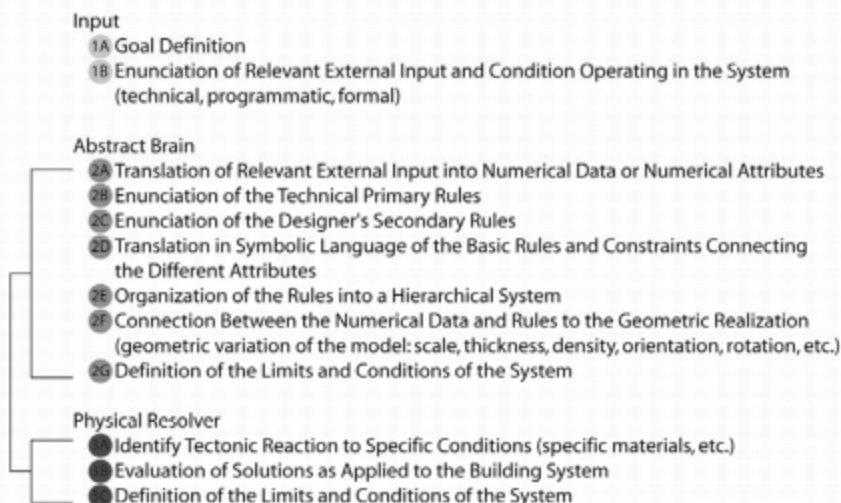 Input
1A Goal Definition
1B Enunciation of Relevant External Input and Condition Operating in the System
(technical, programmatic, formal)
Abstract Brain
2A Translation of Relevant External Input into Numerical Data or Numerical Attributes
2B Enunciation of the Technical Primary Rules
2C Enunciation of the Designer's Secondary Rules
2D Translation in Symbolic Language of the Basic Rules and Constraints Connecting
the Different Attributes
2E Organization of the Rules into a Hierarchical System
2F Connection Between the Numerical Data and Rules to the Geometric Realization
(geometric variation of the model: scale, thickness, density, orientation, rotation, etc.)
2G Definition of the Limits and Conditions of the System
Physical Resolver
Identify Tectonic Reaction to Specific Conditions (specific materials, etc.)
Evaluation of Solutions as Applied to the Building System
Definition of the Limits and Conditions of the System